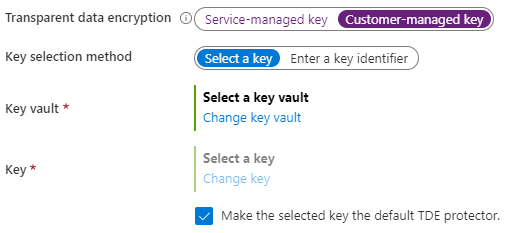 Transparent data encryption Service-managed key Customer-managed key
Key selection method Select a key Enter a key identifier
Key vault * Select a key vault
Change key vault
Key * Select a key
Change key
Make the selected key the default TDE protector.